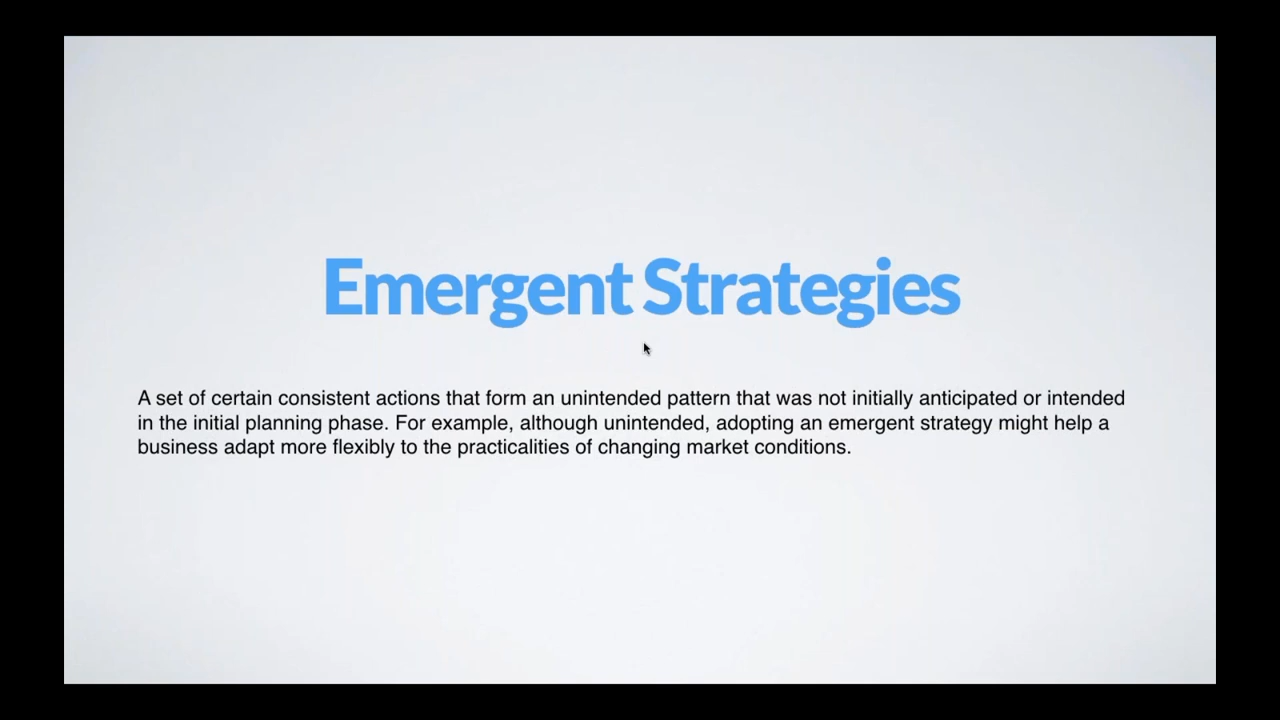 Emergent Strategies
A set of certain consistent actions that form an unintended pattern that was not initially anticipated or intended
in the initial planning phase. For example, although unintended, adopting an emergent strategy might help a
business adapt more flexibly to the practicalities of changing market conditions.